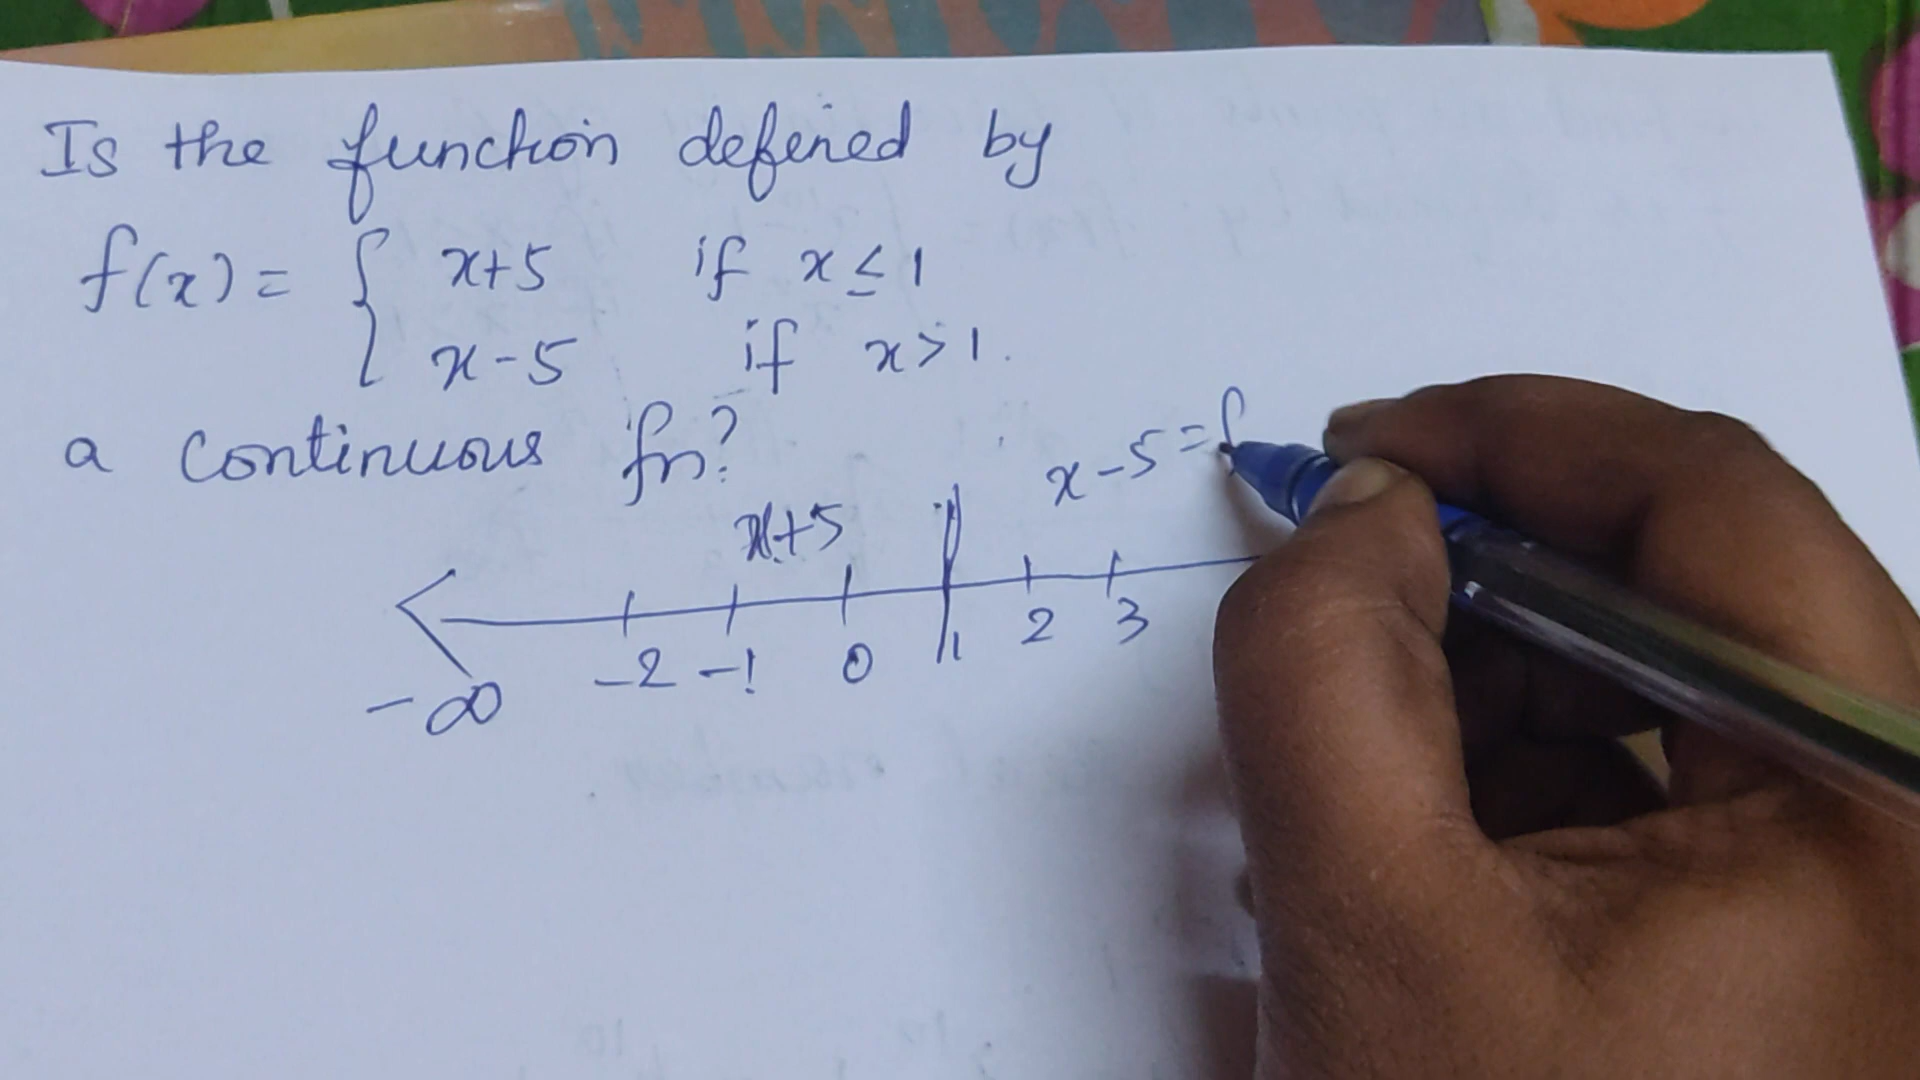 Is the function defined by
f(x) = { x+5 if x ≤ 1
x-5 if x > 1.
a continuous fn?
x-5 = f
x+5
-2 -1 0 1 2 3
-∞